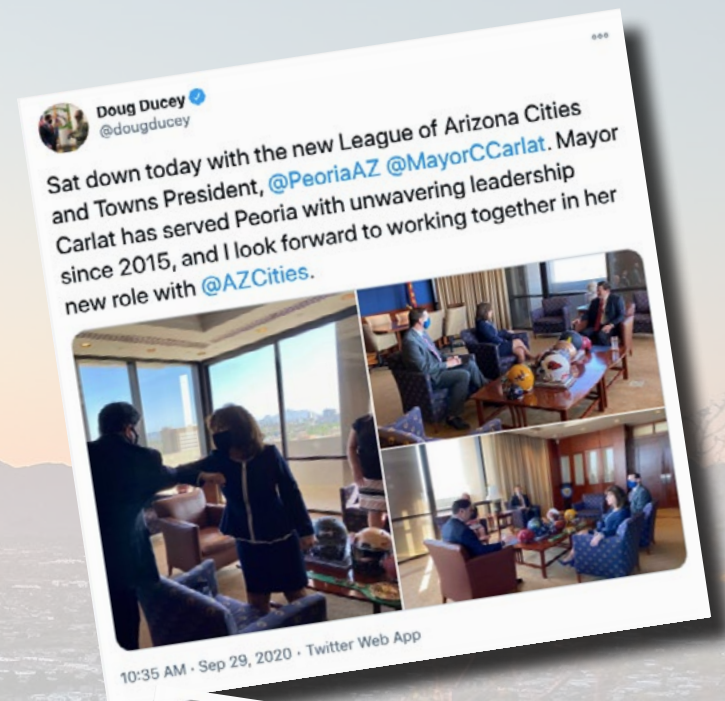 Doug Ducey
@dougducey
Sat down today with the new League of Arizona Cities
and Towns President, @PeoriaAZ @MayorCCarlat. Mayor
Carlat has served Peoria with unwavering leadership
since 2015, and I look forward to working together in her
new role with @AZCities.
10:35 AM · Sep 29, 2020 · Twitter Web App